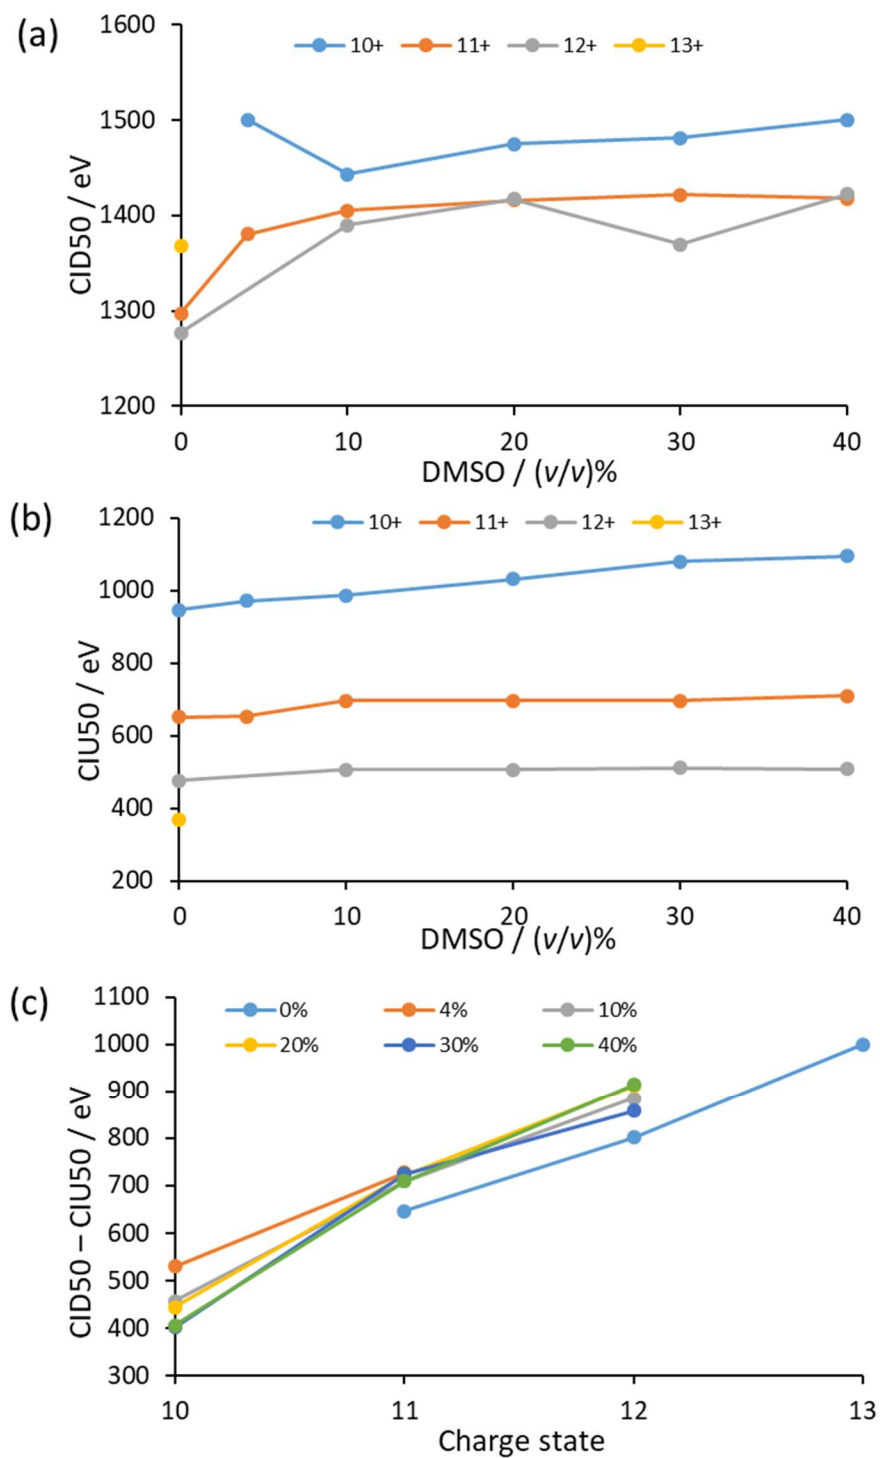 (a)
1600
10+ 11+ 12+ 13+
1500
1400
1300
1200
CID50 / eV
0 10 20 30 40
DMSO / (v/v)%
(b)
1200
10+ 11+ 12+ 13+
1000
800
600
400
200
CIU50 / eV
0 10 20 30 40
DMSO / (v/v)%
(c)
1100
0% 4% 10%
20% 30% 40%
1000
900
800
700
600
500
400
300
CID50 – CIU50 / eV
10 11 12 13
Charge state